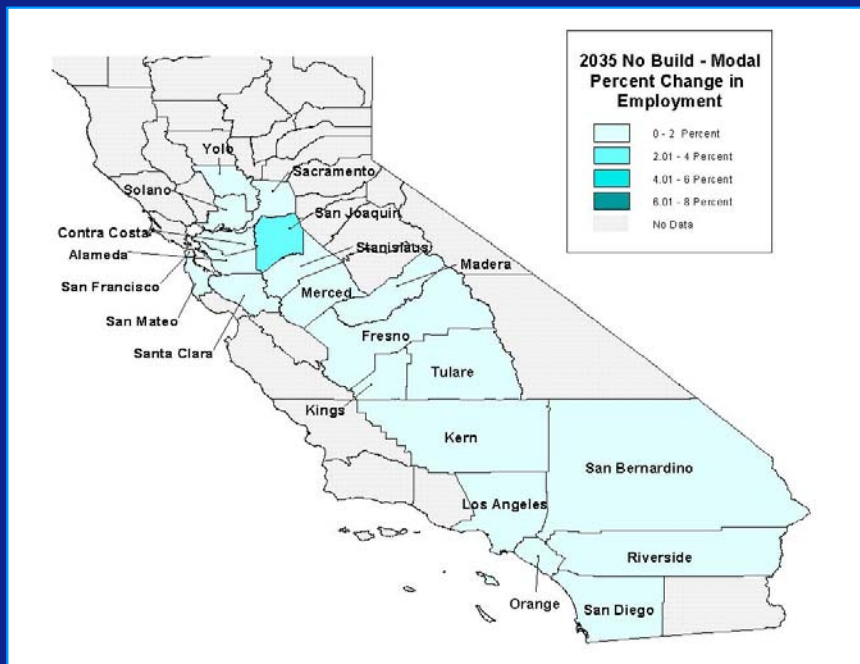 2035 No Build - Modal
Percent Change in
Employment
0 - 2 Percent
2.01 - 4 Percent
4.01 - 6 Percent
6.01 - 8 Percent
No Data
Yolo
Sacramento
Solano
San Joaquin
Contra Costa
Stanislaus
Alameda
Madera
San Francisco
Merced
San Mateo
Fresno
Santa Clara
Tulare
Kings
Kern
San Bernardino
Los Angeles
Riverside
Orange
San Diego